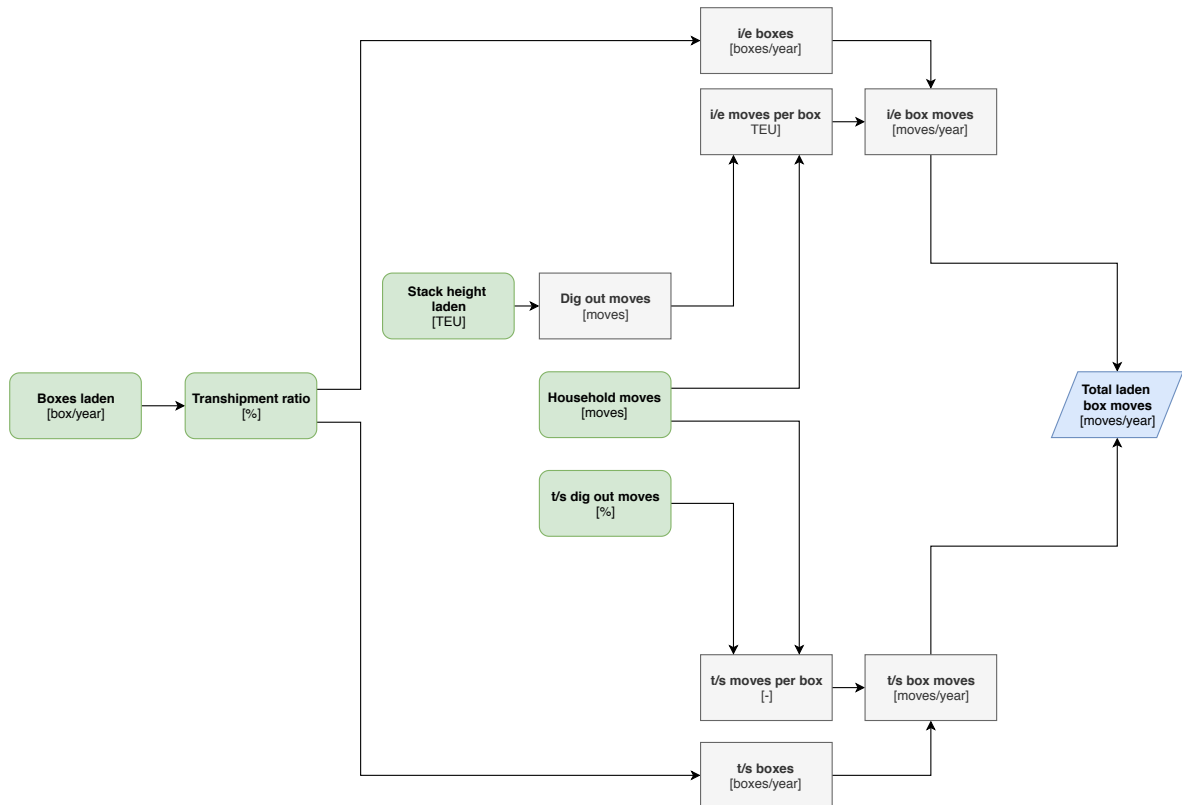 i/e boxes
[boxes/year]
i/e moves per box
TEU]
i/e box moves
[moves/year]
Stack height
laden
[TEU]
Dig out moves
[moves]
Boxes laden
[box/year]
Transhipment ratio
[%]
Household moves
[moves]
Total laden
box moves
[moves/year]
t/s dig out moves
[%]
t/s moves per box
[-]
t/s box moves
[moves/year]
t/s boxes
[boxes/year]